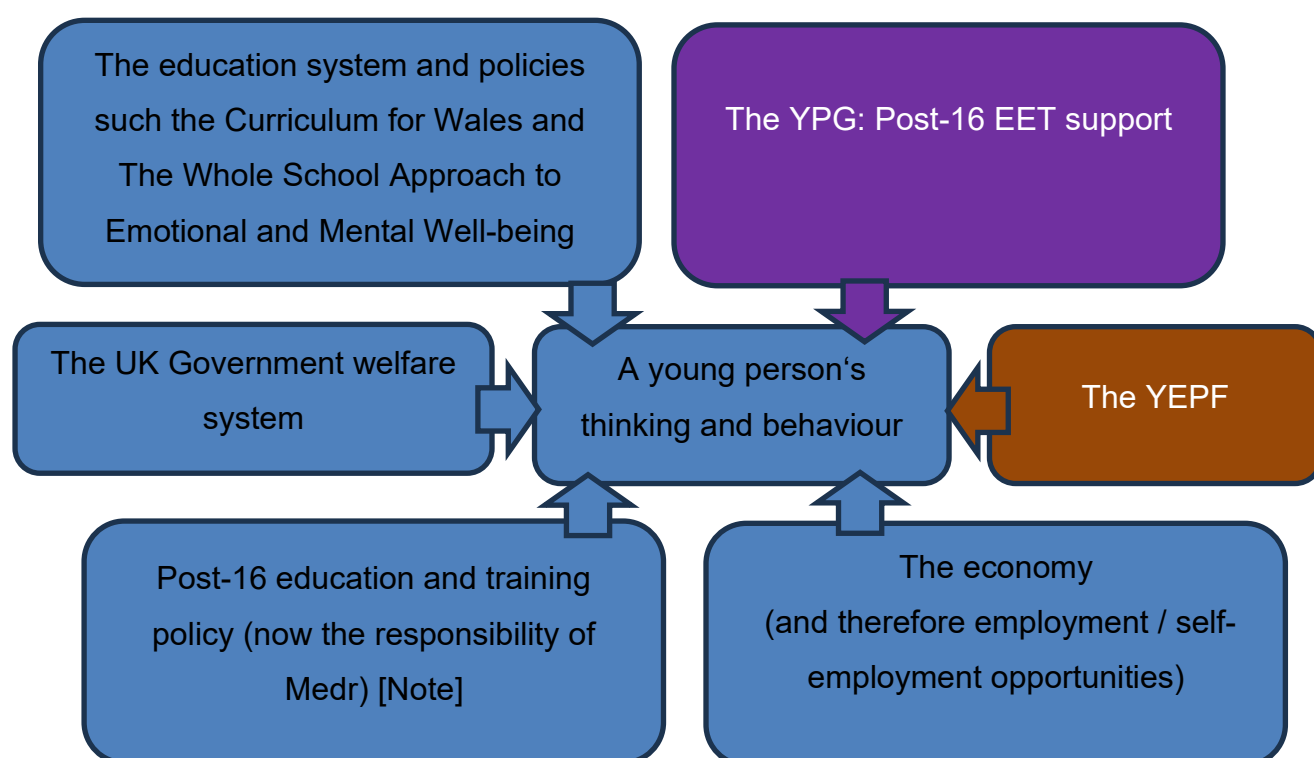 The education system and policies
such the Curriculum for Wales and
The Whole School Approach to
Emotional and Mental Well-being
The YPG: Post-16 EET support
The UK Government welfare
system
A young person‘s
thinking and behaviour
The YEPF
Post-16 education and training
policy (now the responsibility of
Medr) [Note]
The economy
(and therefore employment / self-
employment opportunities)